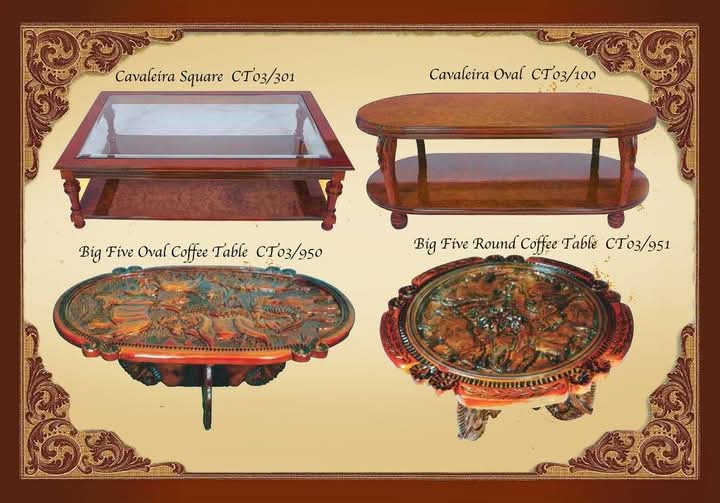 Cavaleira Square CT03/301
Cavaleira Oval CT03/100
Big Five Oval Coffee Table CT03/950
Big Five Round Coffee Table CT03/951